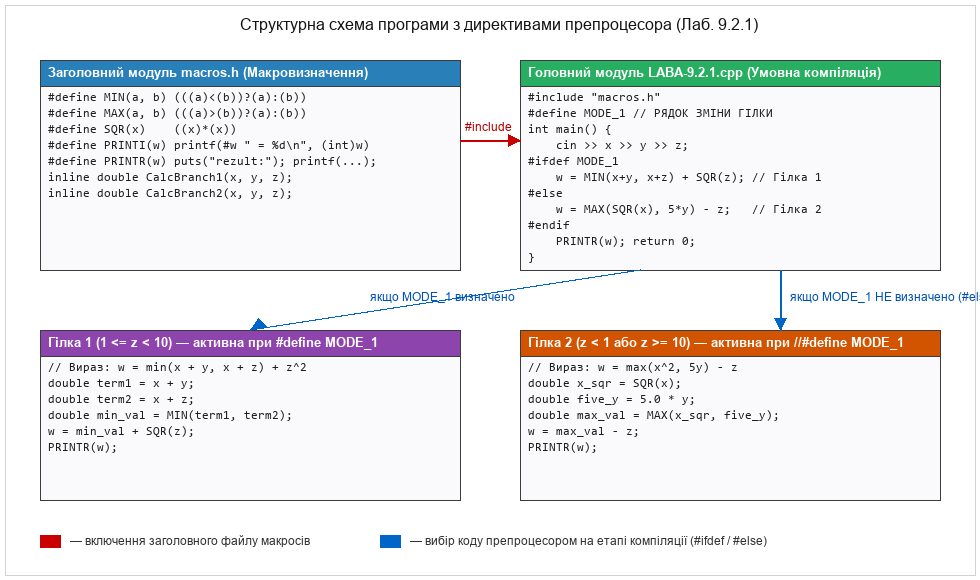 Структурна схема програми з директивами препроцесора (Лаб. 9.2.1)
Заголовний модуль macros.h (Макровизначення)
#define MIN(a, b) (((a)<(b))?(a):(b))
#define MAX(a, b) (((a)>(b))?(a):(b))
#define SQR(x)    ((x)*(x))
#define PRINTI(w) printf(#w " = %d\n", (int)w)
#define PRINTR(w) puts("rezult:"); printf(...);
inline double CalcBranch1(x, y, z);
inline double CalcBranch2(x, y, z);
#include
Головний модуль LABA-9.2.1.cpp (Умовна компіляція)
#include "macros.h"
#define MODE_1 // РЯДОК ЗМІНИ ГІЛКИ
int main() {
    cin >> x >> y >> z;
#ifdef MODE_1
    w = MIN(x+y, x+z) + SQR(z); // Гілка 1
#else
    w = MAX(SQR(x), 5*y) - z;   // Гілка 2
#endif
    PRINTR(w); return 0;
}
якщо MODE_1 визначено
якщо MODE_1 НЕ визначено (#els
Гілка 1 (1 <= z < 10) — активна при #define MODE_1
// Вираз: w = min(x + y, x + z) + z^2
double term1 = x + y;
double term2 = x + z;
double min_val = MIN(term1, term2);
w = min_val + SQR(z);
PRINTR(w);
Гілка 2 (z < 1 або z >= 10) — активна при //#define MODE_1
// Вираз: w = max(x^2, 5y) - z
double x_sqr = SQR(x);
double five_y = 5.0 * y;
double max_val = MAX(x_sqr, five_y);
w = max_val - z;
PRINTR(w);
— включення заголовного файлу макросів
— вибір коду препроцесором на етапі компіляції (#ifdef / #else)